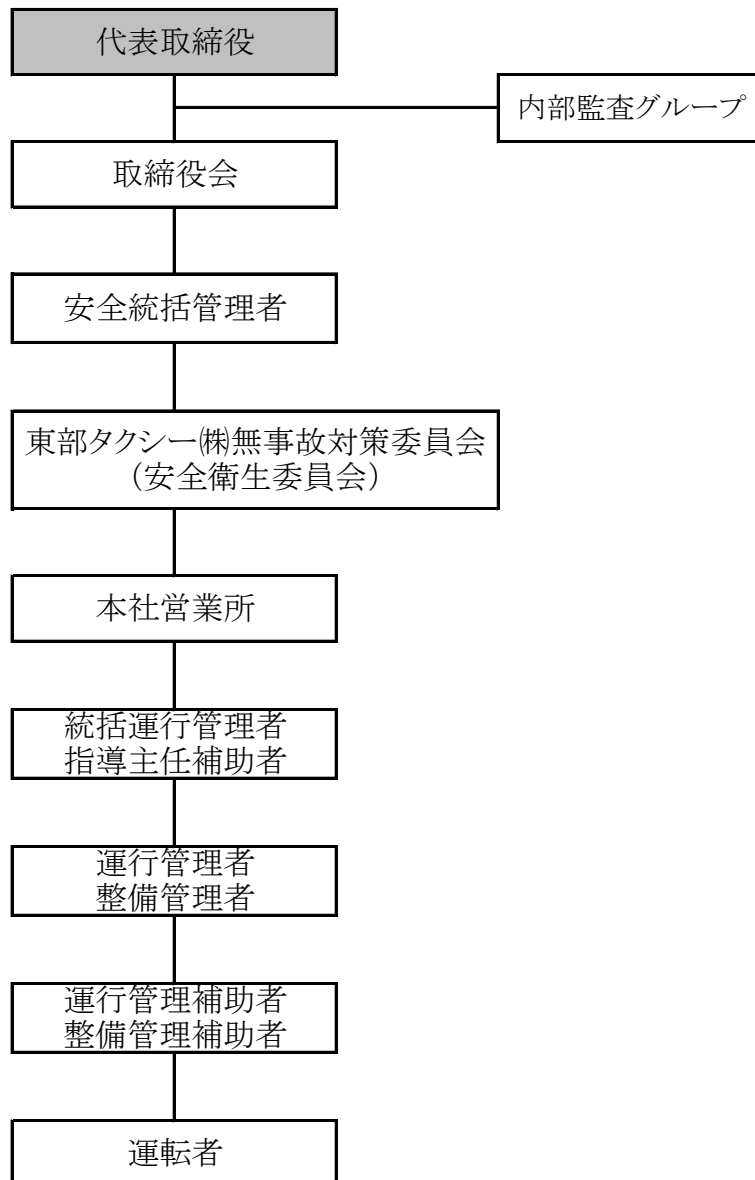 代表取締役
内部監査グループ
取締役会
安全統括管理者
東部タクシー㈱無事故対策委員会
（安全衛生委員会）
本社営業所
統括運行管理者
指導主任補助者
運行管理者
整備管理者
運行管理補助者
整備管理補助者
運転者